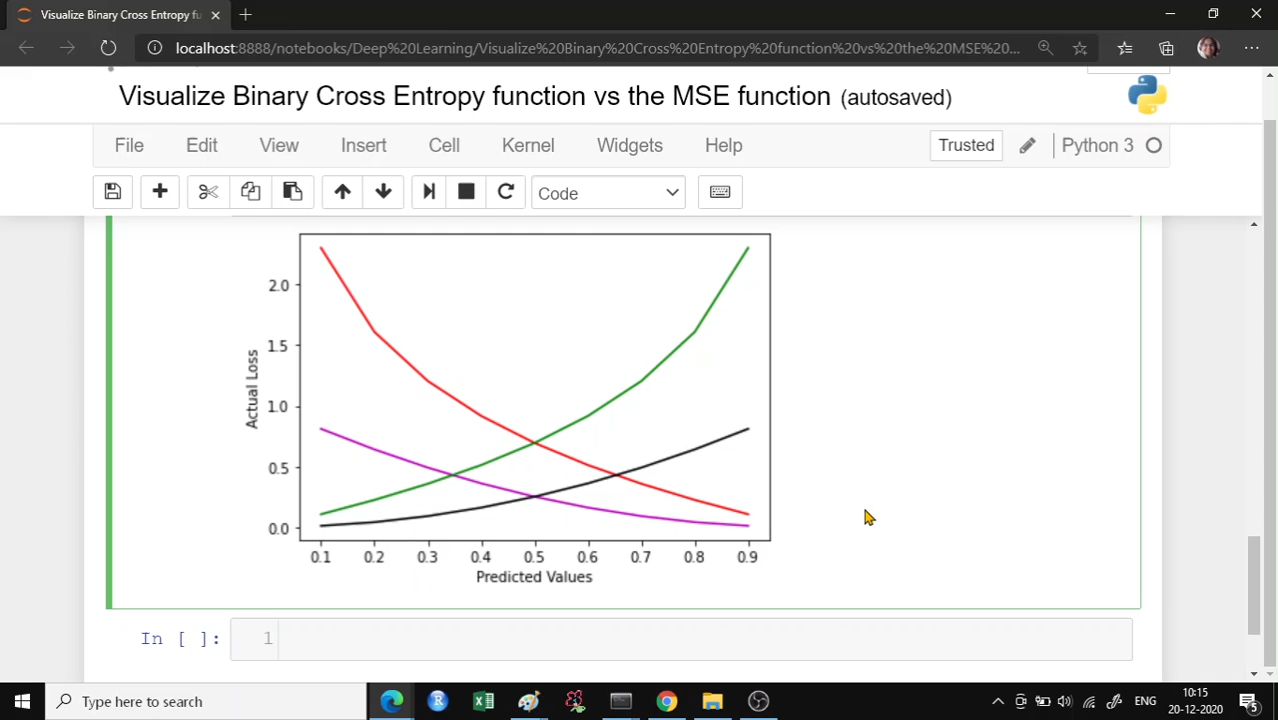 Visualize Binary Cross Entropy fu
localhost:8888/notebooks/Deep%20Learning/Visualize%20Binary%20Cross%20Entropy%20function%20vs%20the%20MSE%20...
Visualize Binary Cross Entropy function vs the MSE function (autosaved)
File Edit View Insert Cell Kernel Widgets Help Trusted Python 3
Code
2.0
1.5
1.0
0.5
0.0
Actual Loss
0.1 0.2 0.3 0.4 0.5 0.6 0.7 0.8 0.9
Predicted Values
In [ ]: 1
Type here to search
R
ENG
10:15
20-12-2020
5